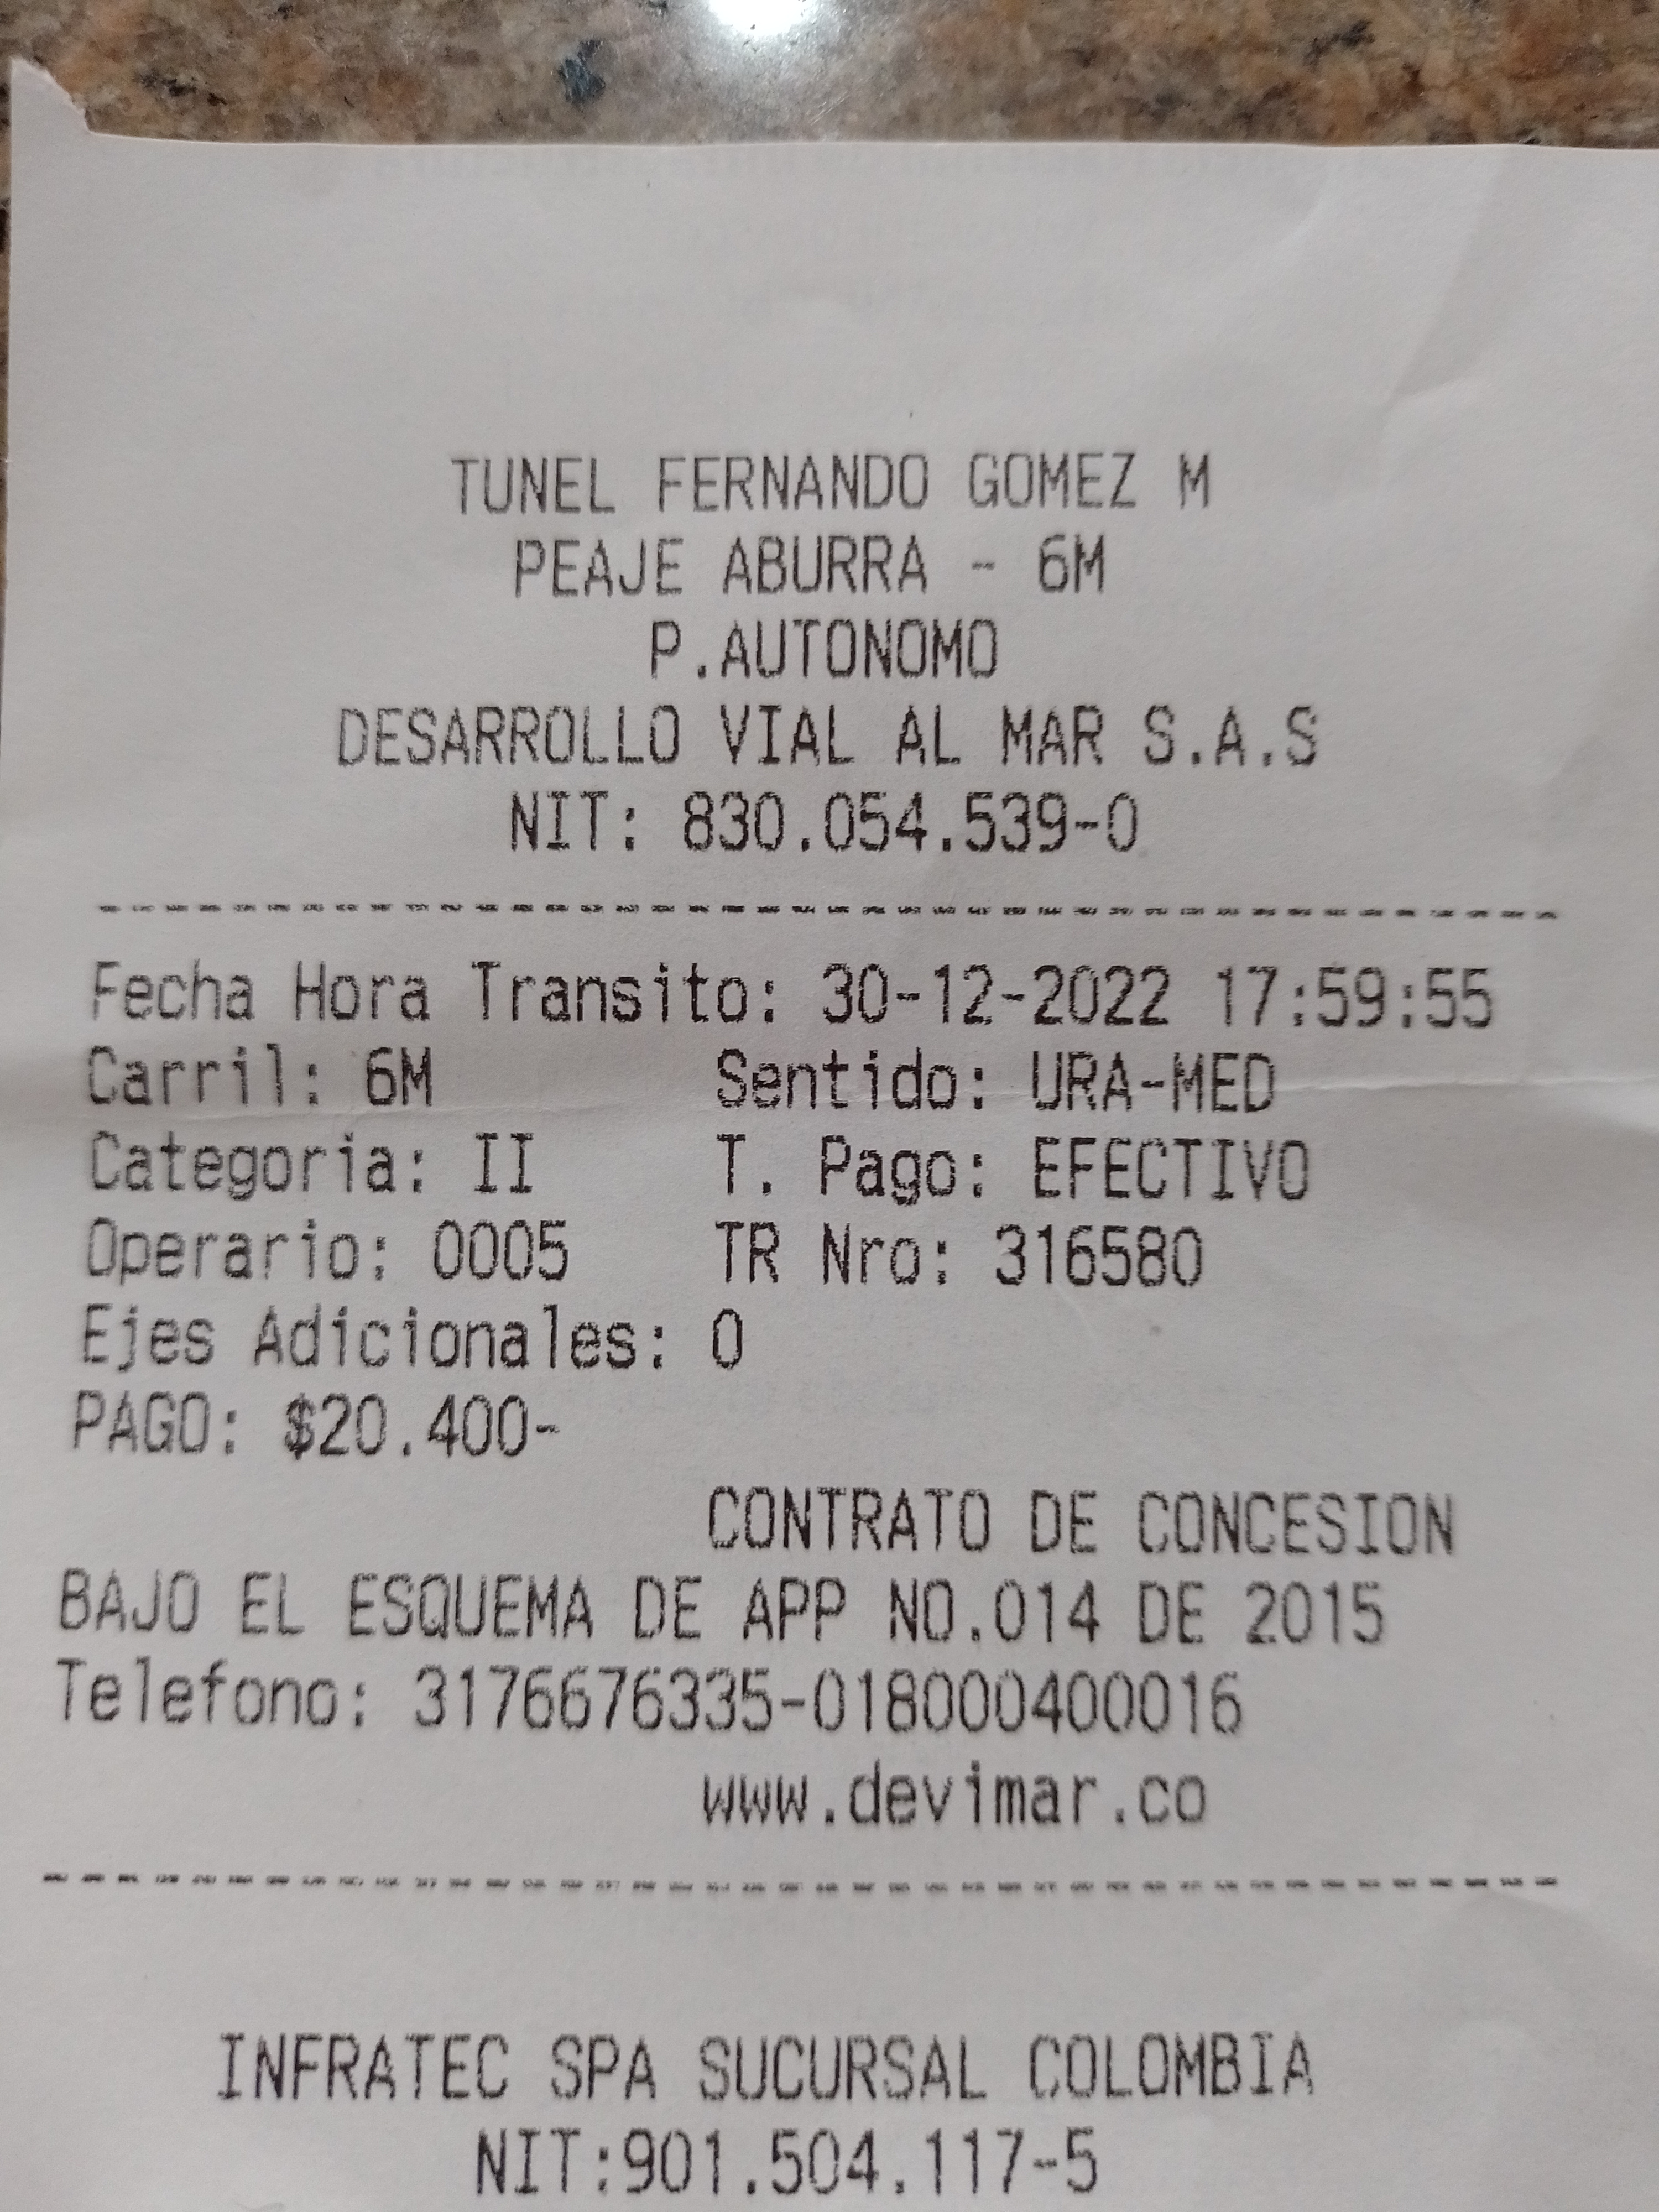 TUNEL FERNANDO GOMEZ M
PEAJE ABURRA - 6M
P.AUTONOMO
DESARROLLO VIAL AL MAR S.A.S
NIT: 830.054.539-0
Fecha Hora Transito: 30-12-2022 17:59:55
Carril: 6M Sentido: URA-MED
Categoria: II T. Pago: EFECTIVO
Operario: 0005 TR Nro: 316580
Ejes Adicionales: 0
PAGO: $20.400-
CONTRATO DE CONCESION
BAJO EL ESQUEMA DE APP NO.014 DE 2015
Telefono: 3176676335-018000400016
www.devimar.co
INFRATEC SPA SUCURSAL COLOMBIA
NIT:901.504.117-5